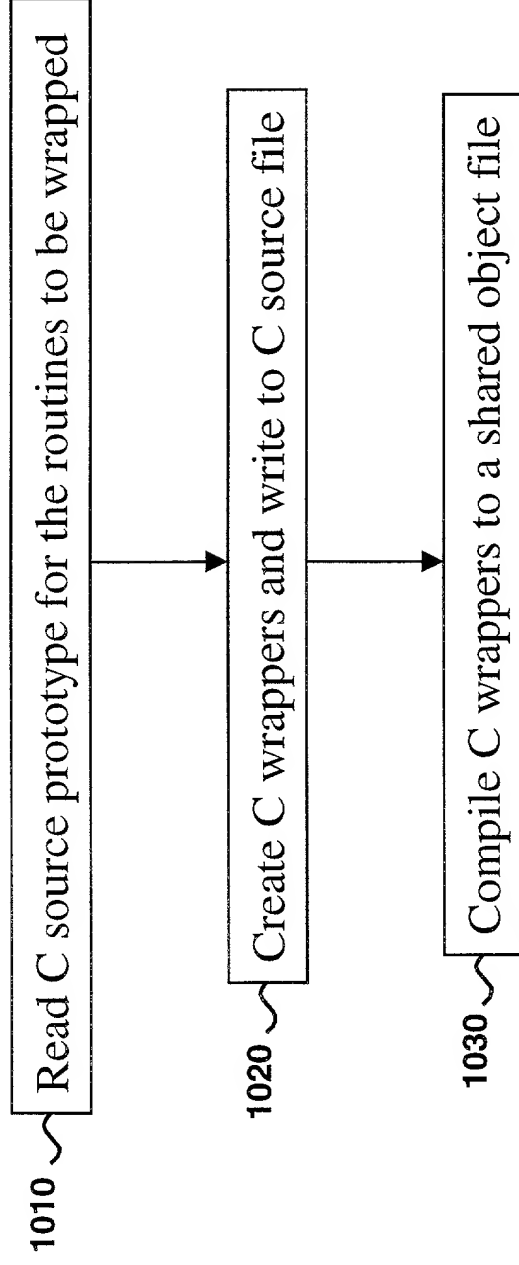 1010
Read C source prototype for the routines to be wrapped
1020
Create C wrappers and write to C source file
1030
Compile C wrappers to a shared object file